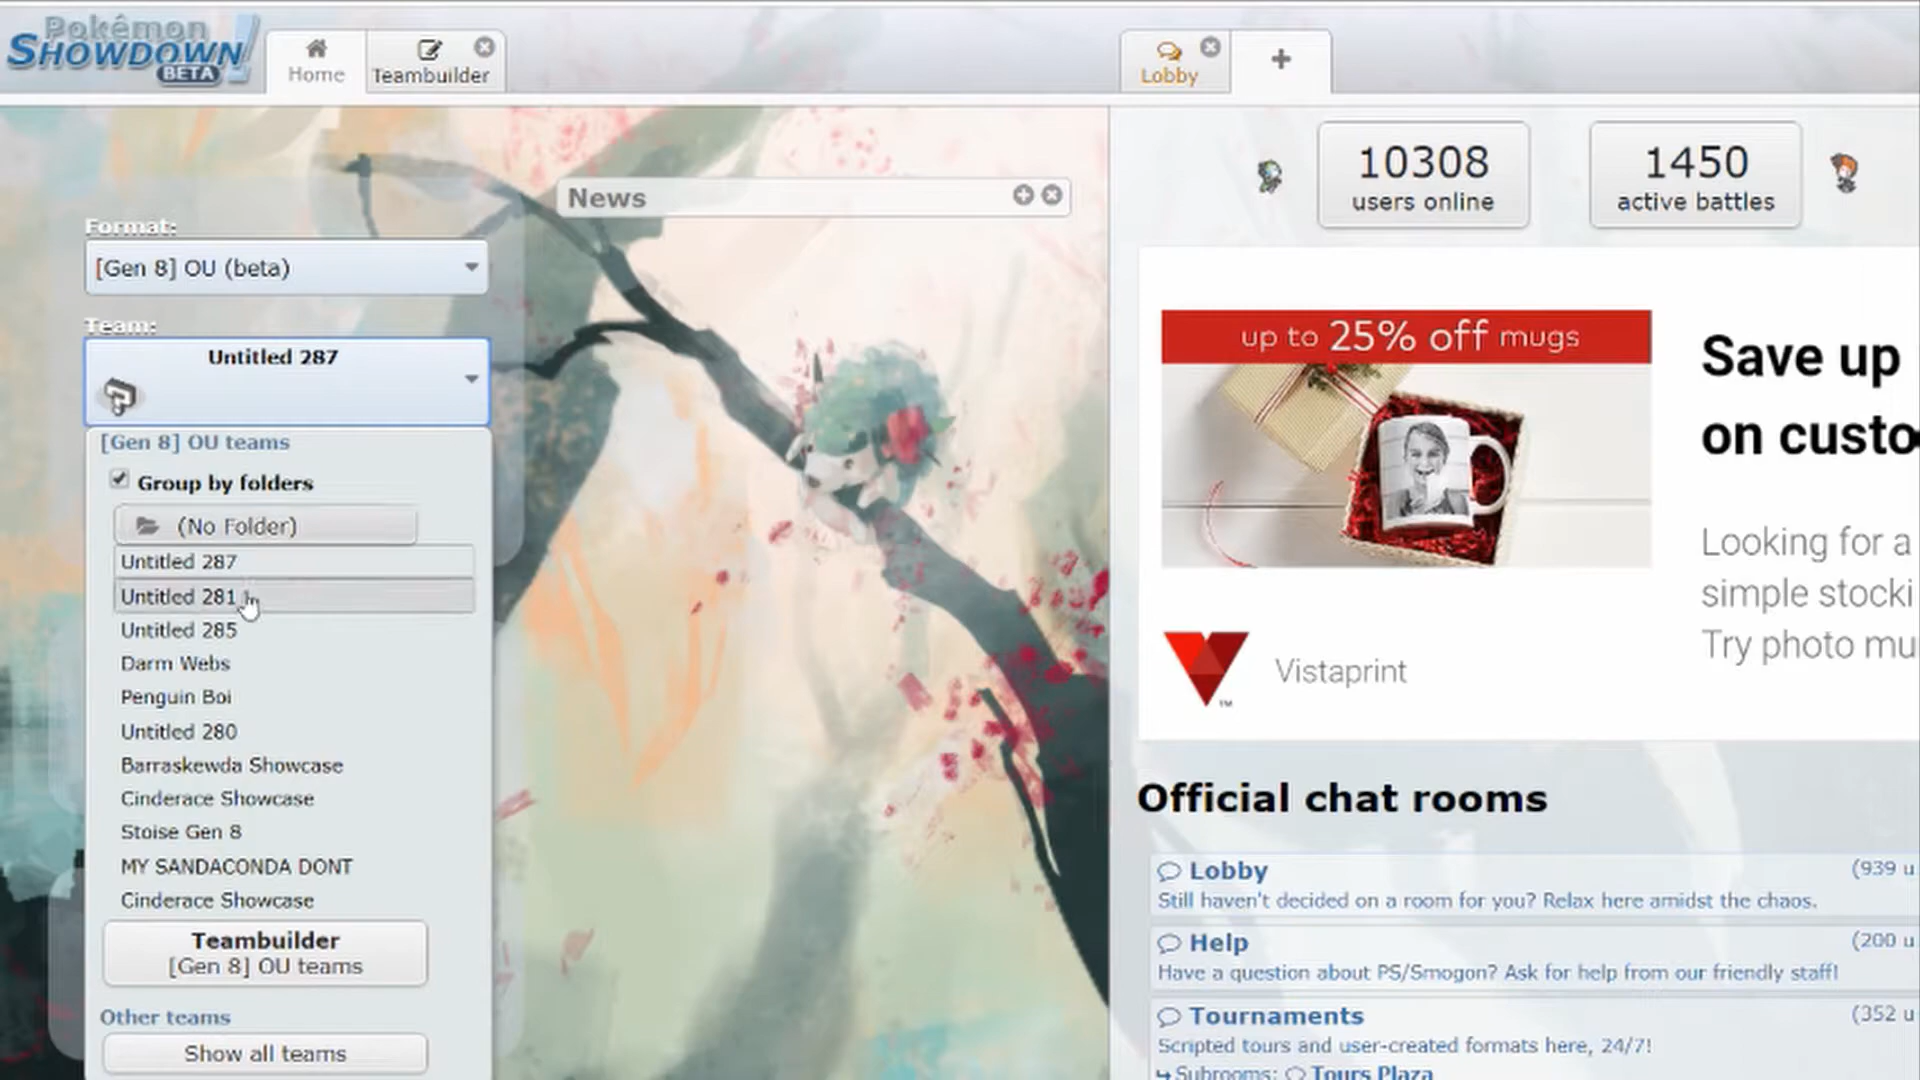 Pokémon
SHOWDOWN!
BETA
Home
Teambuilder
Lobby
+
10308
users online
1450
active battles
News
Format:
[Gen 8] OU (beta)
Team:
Untitled 287
[Gen 8] OU teams
Group by folders
(No Folder)
Untitled 287
Untitled 281
Untitled 285
Darm Webs
Penguin Boi
Untitled 280
Barraskewda Showcase
Cinderace Showcase
Stoise Gen 8
MY SANDACONDA DONT
Cinderace Showcase
Teambuilder
[Gen 8] OU teams
Other teams
Show all teams
up to 25% off mugs
Save up
on custo
Looking for a
simple stocki
Try photo mu
Vistaprint
TM
Official chat rooms
Lobby
(939 u
Still haven't decided on a room for you? Relax here amidst the chaos.
Help
(200 u
Have a question about PS/Smogon? Ask for help from our friendly staff!
Tournaments
(352 u
Scripted tours and user-created formats here, 24/7!
Subrooms: Tours Plaza